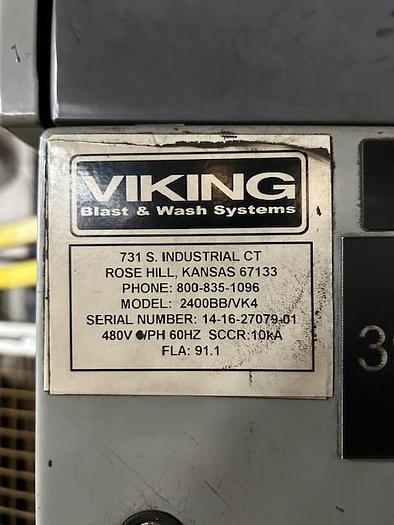 VIKING
Blast & Wash Systems
731 S. INDUSTRIAL CT
ROSE HILL, KANSAS 67133
PHONE: 800-835-1096
MODEL: 2400BB/VK4
SERIAL NUMBER: 14-16-27079-01
480V /PH 60HZ SCCR:10kA
FLA: 91.1
3